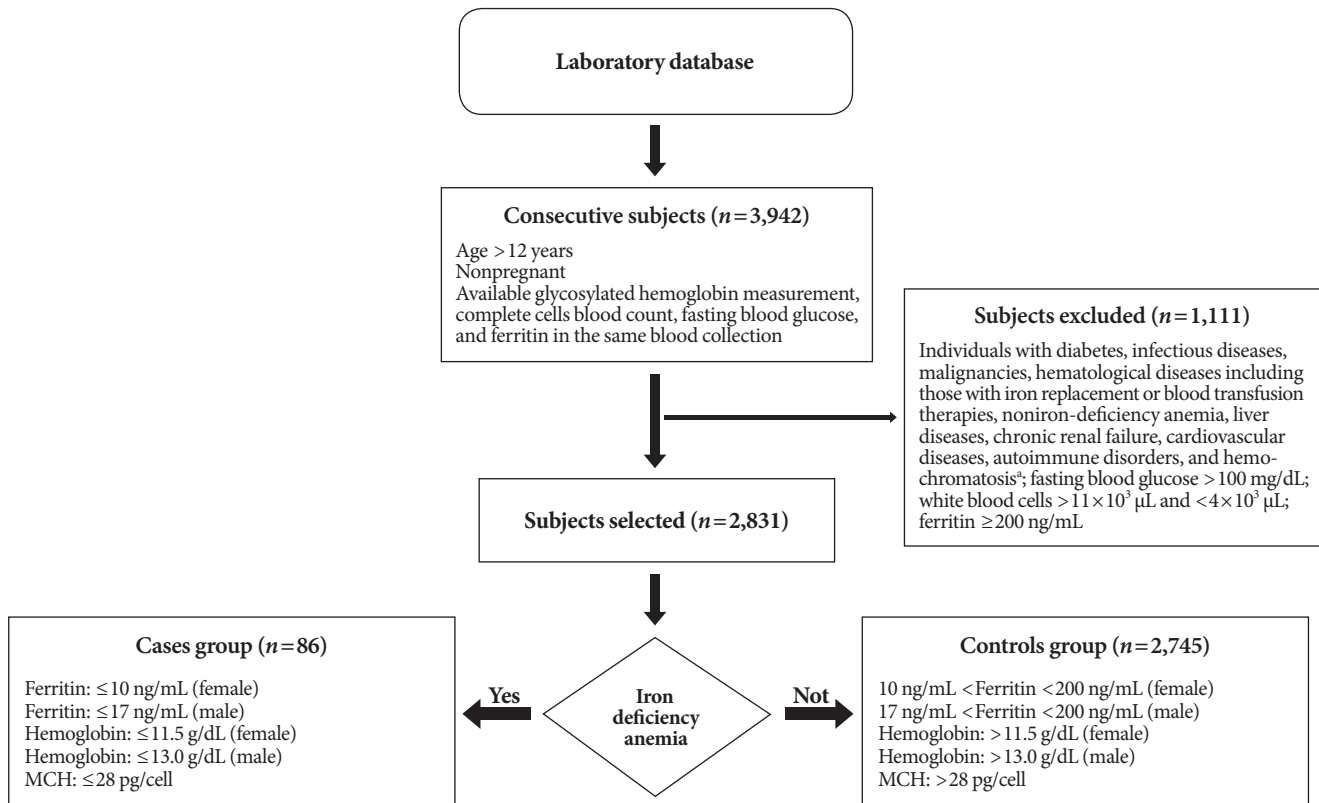 Laboratory database
Consecutive subjects (n=3,942)
Age >12 years
Nonpregnant
Available glycosylated hemoglobin measurement,
complete cells blood count, fasting blood glucose,
and ferritin in the same blood collection
Subjects excluded (n=1,111)
Individuals with diabetes, infectious diseases,
malignancies, hematological diseases including
those with iron replacement or blood transfusion
therapies, noniron-deficiency anemia, liver
diseases, chronic renal failure, cardiovascular
diseases, autoimmune disorders, and hemo-
chromatosisᵃ; fasting blood glucose >100 mg/dL;
white blood cells >11×10³ µL and <4×10³ µL;
ferritin ≥200 ng/mL
Subjects selected (n=2,831)
Cases group (n=86)
Ferritin: ≤10 ng/mL (female)
Ferritin: ≤17 ng/mL (male)
Hemoglobin: ≤11.5 g/dL (female)
Hemoglobin: ≤13.0 g/dL (male)
MCH: ≤28 pg/cell
Yes
Iron
deficiency
anemia
Not
Controls group (n=2,745)
10 ng/mL <Ferritin <200 ng/mL (female)
17 ng/mL <Ferritin <200 ng/mL (male)
Hemoglobin: >11.5 g/dL (female)
Hemoglobin: >13.0 g/dL (male)
MCH: >28 pg/cell